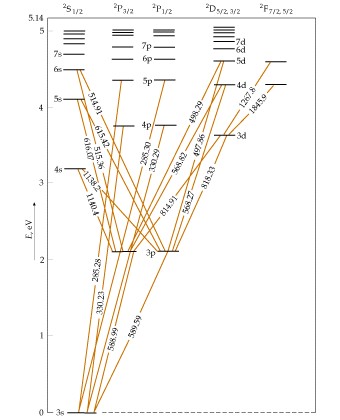 ²S₁/₂ ²P₃/₂ ²P₁/₂ ²D₅/₂, ₃/₂ ²F₇/₂, ₅/₂
5.14
7s 7p 7d
6p 6d
6s 5d
5p 4d
5s
4
4p 3d
4s
3
3p
2
1
0 3s
E, eV
514.91
615.42
515.36
616.07
1138.2
1140.4
285.30
330.29
498.29
568.82
497.86
568.27
1267.8
1845.9
818.33
814.91
285.28
330.23
588.99
589.59